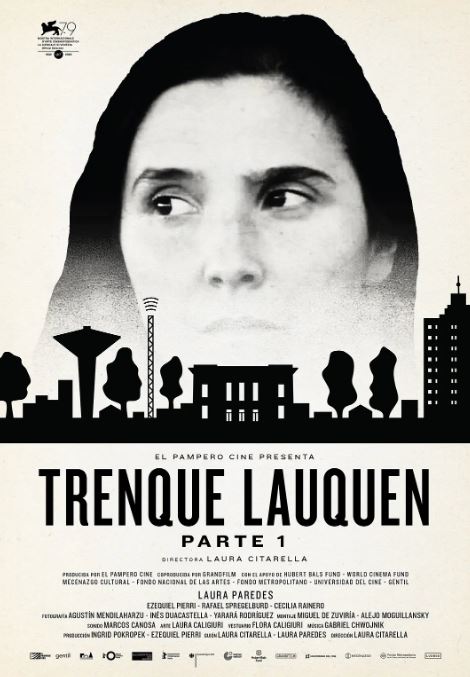 79
EL PAMPERO CINE PRESENTA
TRENQUE LAUQUEN
PARTE 1
DIRECTORA LAURA CITARELLA
PRODUCIDA POR EL PAMPERO CINE COPRODUCIDA POR GRANDFILM CON EL APOYO DE HUBERT BALS FUND - WORLD CINEMA FUND
MECENAZGO CULTURAL - FONDO NACIONAL DE LAS ARTES - FONDO METROPOLITANO - UNIVERSIDAD DEL CINE - GENTIL
LAURA PAREDES
EZEQUIEL PIERRI - RAFAEL SPREGELBURD - CECILIA RAINERO
FOTOGRAFÍA AGUSTÍN MENDILAHARZU - INÉS DUACASTELLA - YARARÁ RODRÍGUEZ MONTAJE MIGUEL DE ZUVIRÍA - ALEJO MOGUILLANSKY
SONIDO MARCOS CANOSA ARTE LAURA CALIGIURI VESTUARIO FLORA CALIGIURI MÚSICA GABRIEL CHWOJNIK
PRODUCCIÓN INGRID POKROPEK - EZEQUIEL PIERRI GUION LAURA CITARELLA - LAURA PAREDES DIRECCIÓN LAURA CITARELLA
gentil